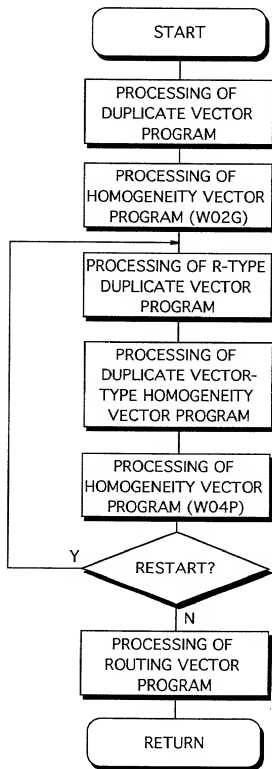 START
PROCESSING OF
DUPLICATE VECTOR
PROGRAM
PROCESSING OF
HOMOGENEITY VECTOR
PROGRAM (W02G)
PROCESSING OF R-TYPE
DUPLICATE VECTOR
PROGRAM
PROCESSING OF
DUPLICATE VECTOR-
TYPE HOMOGENEITY
VECTOR PROGRAM
PROCESSING OF
HOMOGENEITY VECTOR
PROGRAM (W04P)
Y
RESTART?
N
PROCESSING OF
ROUTING VECTOR
PROGRAM
RETURN